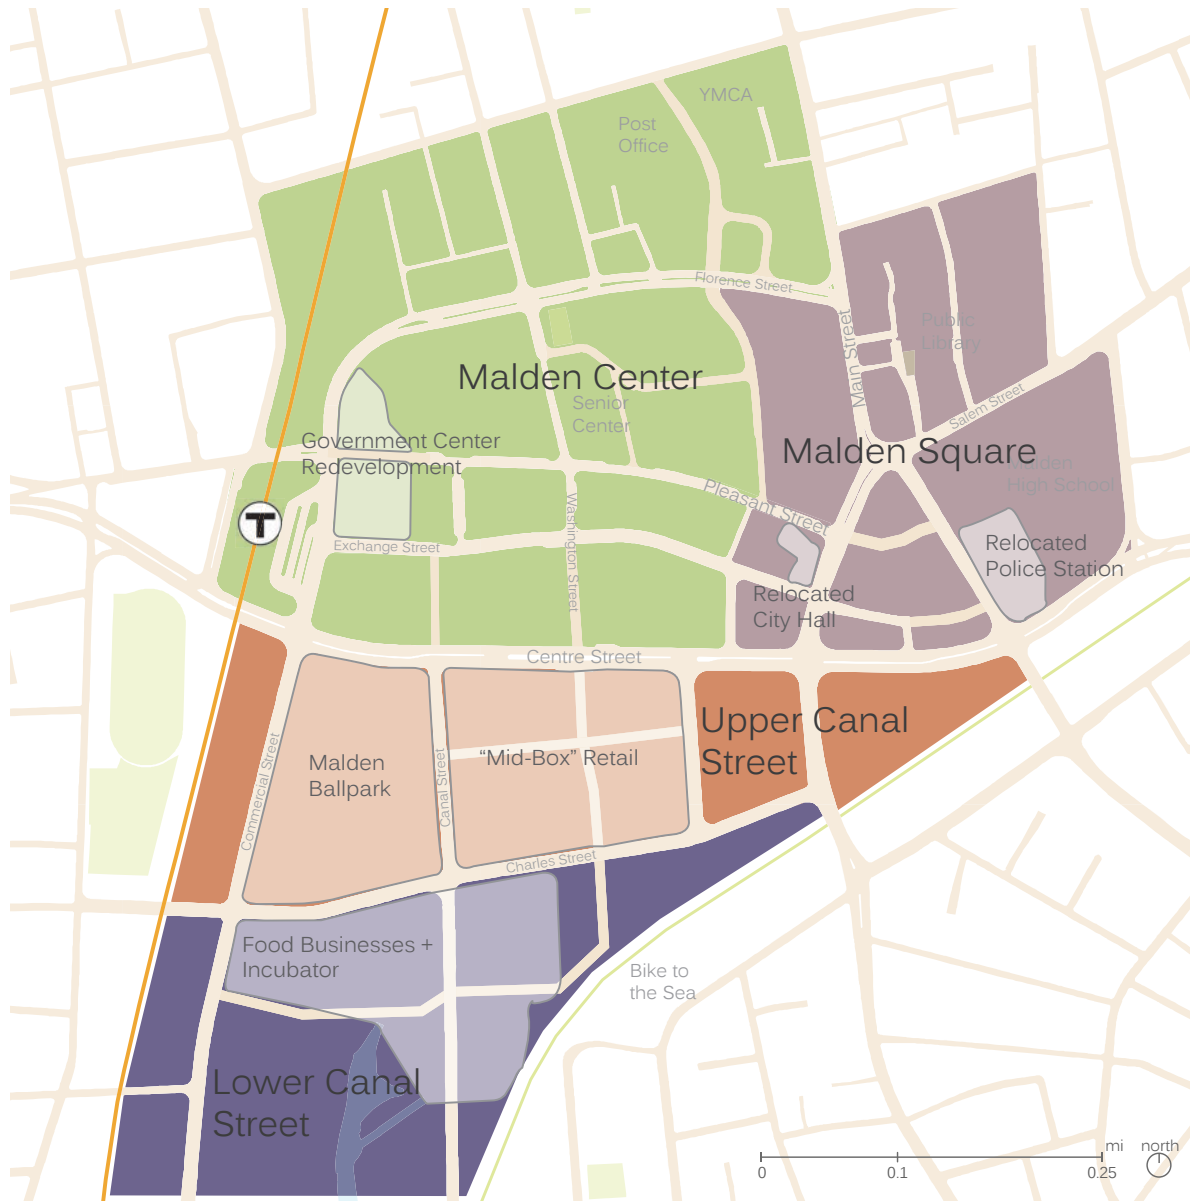 YMCA
Post
Office
Florence Street
Main Street
Public
Library
Malden Center
Senior
Center
Salem Street
Government Center
Redevelopment
Malden Square
Malden
High School
Pleasant Street
T
Washington Street
Exchange Street
Relocated
Police Station
Relocated
City Hall
Centre Street
Upper Canal
Street
Commercial Street
Malden
Ballpark
Canal Street
“Mid-Box” Retail
Charles Street
Food Businesses +
Incubator
Bike to
the Sea
Lower Canal
Street
mi north
0 0.1 0.25